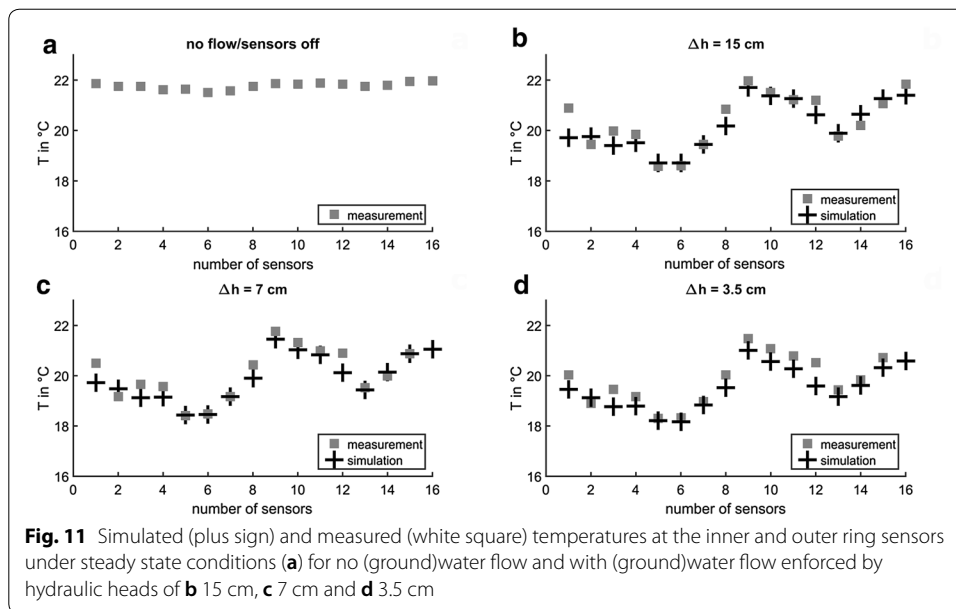 a
no flow/sensors off
22
20
18
16
T in °C
0 2 4 6 8 10 12 14 16
number of sensors
measurement
b
Δh = 15 cm
22
20
18
16
T in °C
0 2 4 6 8 10 12 14 16
number of sensors
measurement
simulation
c
Δh = 7 cm
22
20
18
16
T in °C
0 2 4 6 8 10 12 14 16
number of sensors
measurement
simulation
d
Δh = 3.5 cm
22
20
18
16
T in °C
0 2 4 6 8 10 12 14 16
number of sensors
measurement
simulation
Fig. 11 Simulated (plus sign) and measured (white square) temperatures at the inner and outer ring sensors
under steady state conditions (a) for no (ground)water flow and with (ground)water flow enforced by
hydraulic heads of b 15 cm, c 7 cm and d 3.5 cm